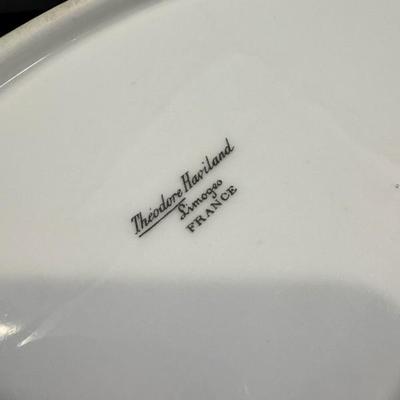 Théodore Haviland
Limoges
FRANCE